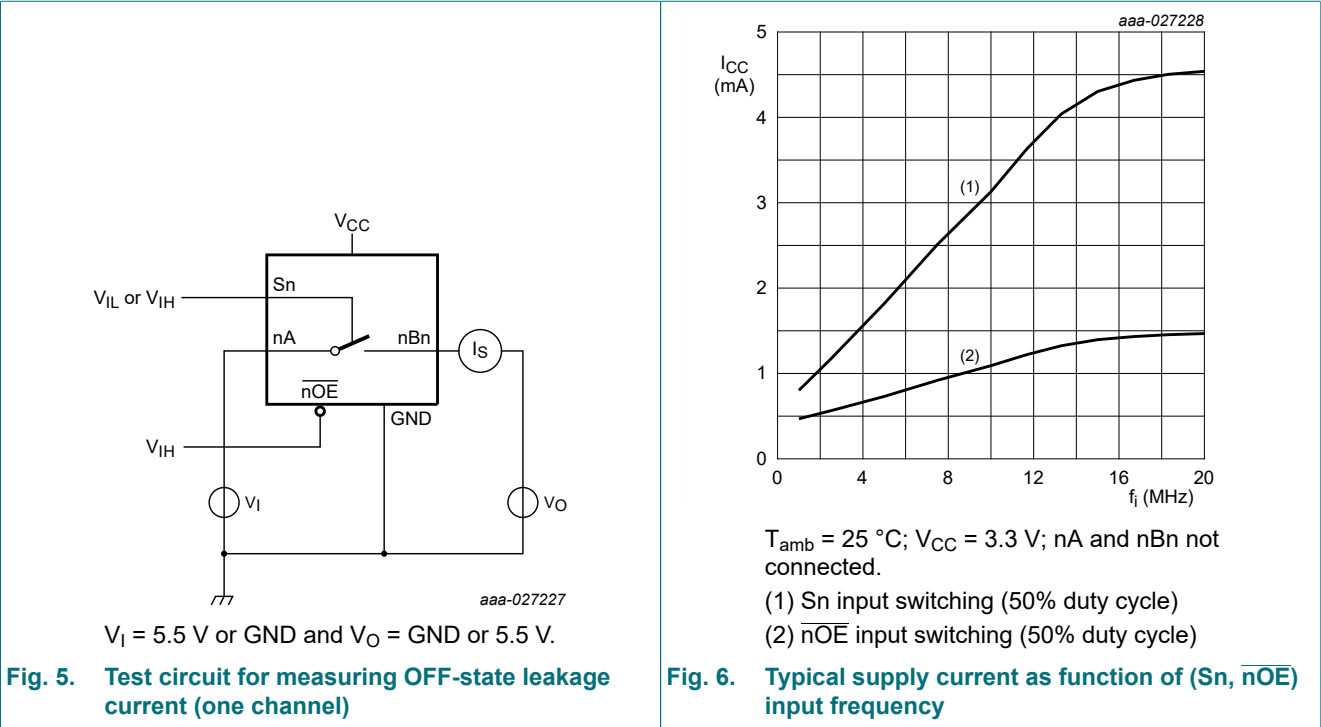 VCC
Sn
VIL or VIH
nA
nBn
IS
nOE
GND
VIH
VI
VO
aaa-027227
VI = 5.5 V or GND and VO = GND or 5.5 V.
Fig. 5. Test circuit for measuring OFF-state leakage
current (one channel)
aaa-027228
5
ICC
(mA)
4
(1)
3
2
(2)
1
0
0 4 8 12 16 20
fi (MHz)
Tamb = 25 °C; VCC = 3.3 V; nA and nBn not
connected.
(1) Sn input switching (50% duty cycle)
(2) nOE input switching (50% duty cycle)
Fig. 6. Typical supply current as function of (Sn, nOE)
input frequency